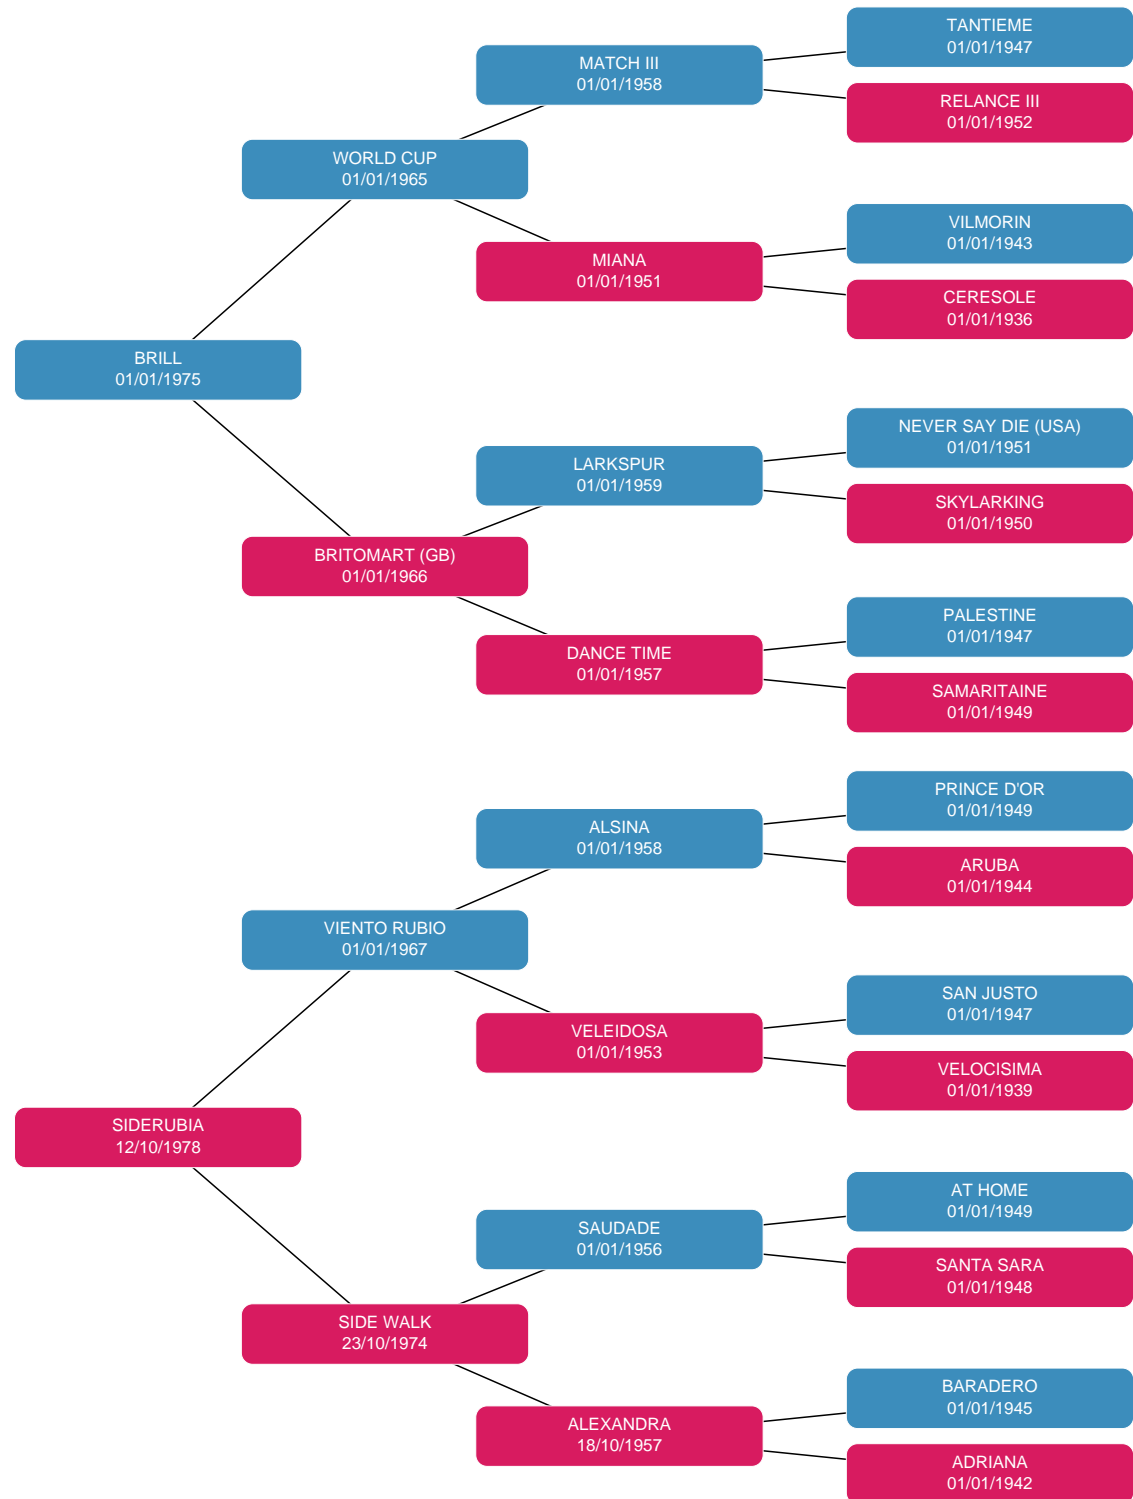 TANTIEME
01/01/1947
MATCH III
01/01/1958
RELANCE III
01/01/1952
WORLD CUP
01/01/1965
VILMORIN
01/01/1943
MIANA
01/01/1951
CERESOLE
01/01/1936
BRILL
01/01/1975
NEVER SAY DIE (USA)
01/01/1951
LARKSPUR
01/01/1959
SKYLARKING
01/01/1950
BRITOMART (GB)
01/01/1966
PALESTINE
01/01/1947
DANCE TIME
01/01/1957
SAMARITAINE
01/01/1949
PRINCE D'OR
01/01/1949
ALSINA
01/01/1958
ARUBA
01/01/1944
VIENTO RUBIO
01/01/1967
SAN JUSTO
01/01/1947
VELEIDOSA
01/01/1953
VELOCISIMA
01/01/1939
SIDERUBIA
12/10/1978
AT HOME
01/01/1949
SAUDADE
01/01/1956
SANTA SARA
01/01/1948
SIDE WALK
23/10/1974
BARADERO
01/01/1945
ALEXANDRA
18/10/1957
ADRIANA
01/01/1942